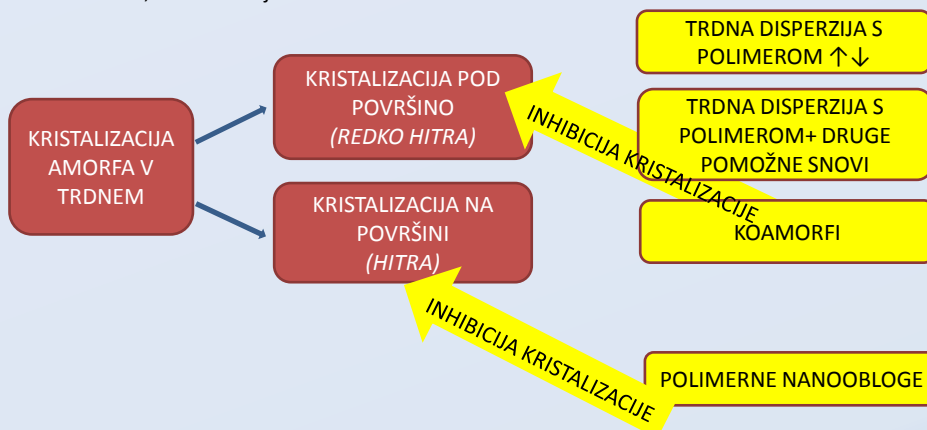 KRISTALIZACIJA
AMORFA V
TRDNEM
KRISTALIZACIJA POD
POVRŠINO
(REDKO HITRA)
KRISTALIZACIJA NA
POVRŠINI
(HITRA)
INHIBICIJA KRISTALIZACIJE
INHIBICIJA KRISTALIZACIJE
TRDNA DISPERZIJA S
POLIMEROM ↑↓
TRDNA DISPERZIJA S
POLIMEROM+ DRUGE
POMOŽNE SNOVI
KOAMORFI
POLIMERNE NANOOBLOGE